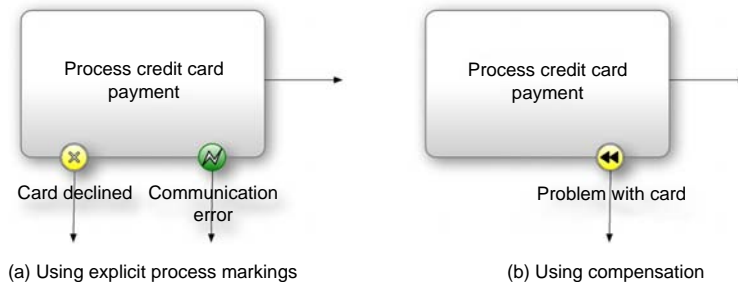 Process credit card
payment
Card declined
Communication
error
(a) Using explicit process markings
Process credit card
payment
Problem with card
(b) Using compensation